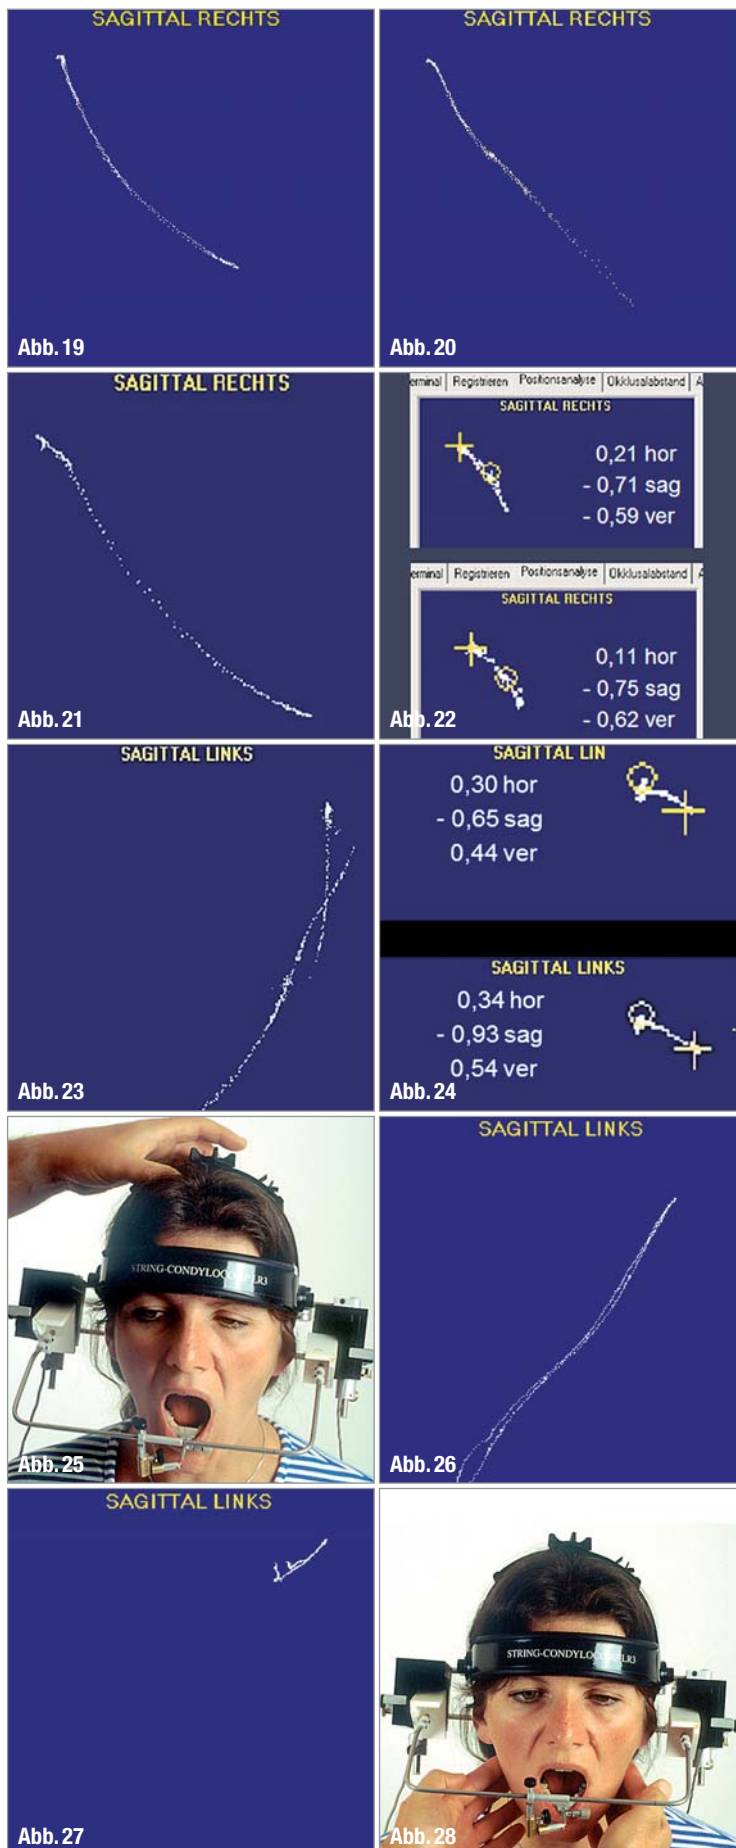 SAGITTAL RECHTS
Abb. 19
SAGITTAL RECHTS
Abb. 20
SAGITTAL RECHTS
Abb. 21
erminal Registrieren Positionsanalyse Okklusalabstand A
SAGITTAL RECHTS
0,21 hor
- 0,71 sag
- 0,59 ver
erminal Registrieren Positionsanalyse Okklusalabstand A
SAGITTAL RECHTS
0,11 hor
- 0,75 sag
- 0,62 ver
Abb. 22
SAGITTAL LINKS
Abb. 23
SAGITTAL LIN
0,30 hor
- 0,65 sag
0,44 ver
SAGITTAL LINKS
0,34 hor
- 0,93 sag
0,54 ver
Abb. 24
STRING-CONDYLOCOMP LR3
Abb. 25
SAGITTAL LINKS
Abb. 26
SAGITTAL LINKS
Abb. 27
STRING-CONDYLOCOMP LR3
Abb. 28